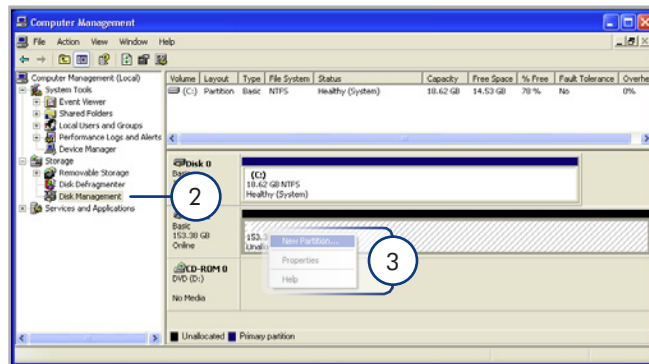 Computer Management
File Action View Window Help
Computer Management (Local)
System Tools
Event Viewer
Shared Folders
Local Users and Groups
Performance Logs and Alerts
Device Manager
Storage
Removable Storage
Disk Defragmenter
Disk Management
Services and Applications
Volume Layout Type File System Status Capacity Free Space % Free Fault Tolerance Overhe
(C:) Partition Basic NTFS Healthy (System) 18.62 GB 14.53 GB 78 % No 0%
Disk 0
(C:)
18.62 GB NTFS
Healthy (System)
2
Basic
153.38 GB
Online
New Partition...
Properties
Help
3
CD-ROM 0
DVD (D:)
No Media
Unallocated Primary partition